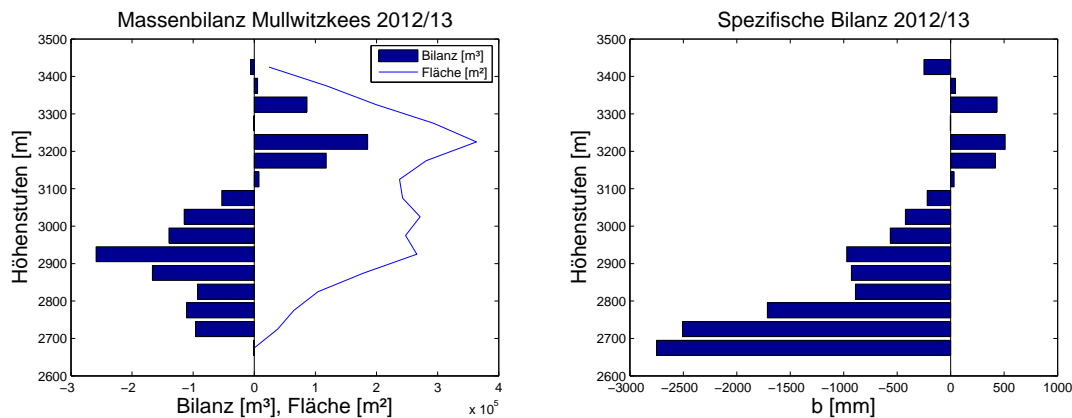 Massenbilanz Mullwitzkees 2012/13
3500
3400
3300
3200
3100
3000
2900
2800
2700
2600
Höhenstufen [m]
Bilanz [m³]
Fläche [m²]
−3 −2 −1 0 1 2 3 4
x 10⁵
Bilanz [m³], Fläche [m²]
Spezifische Bilanz 2012/13
3500
3400
3300
3200
3100
3000
2900
2800
2700
2600
Höhenstufen [m]
−3000 −2500 −2000 −1500 −1000 −500 0 500 1000
b [mm]